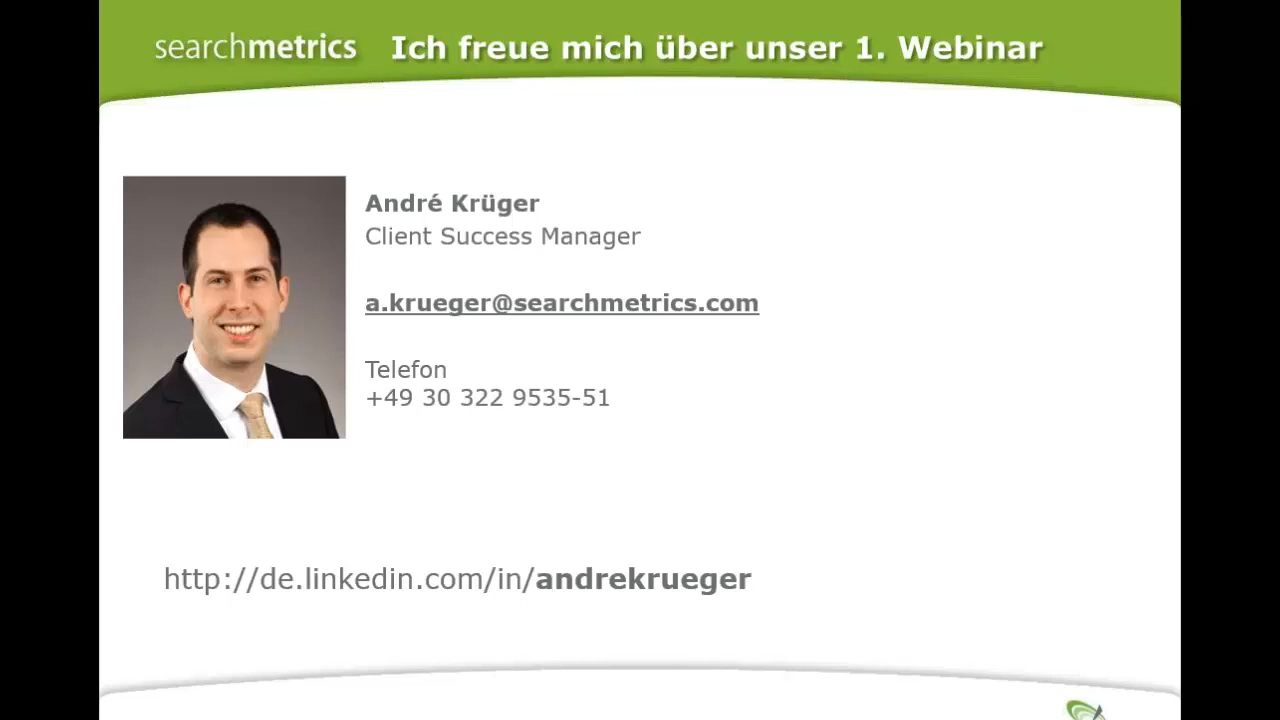 searchmetrics Ich freue mich über unser 1. Webinar
André Krüger
Client Success Manager
a.krueger@searchmetrics.com
Telefon
+49 30 322 9535-51
http://de.linkedin.com/in/andrekrueger